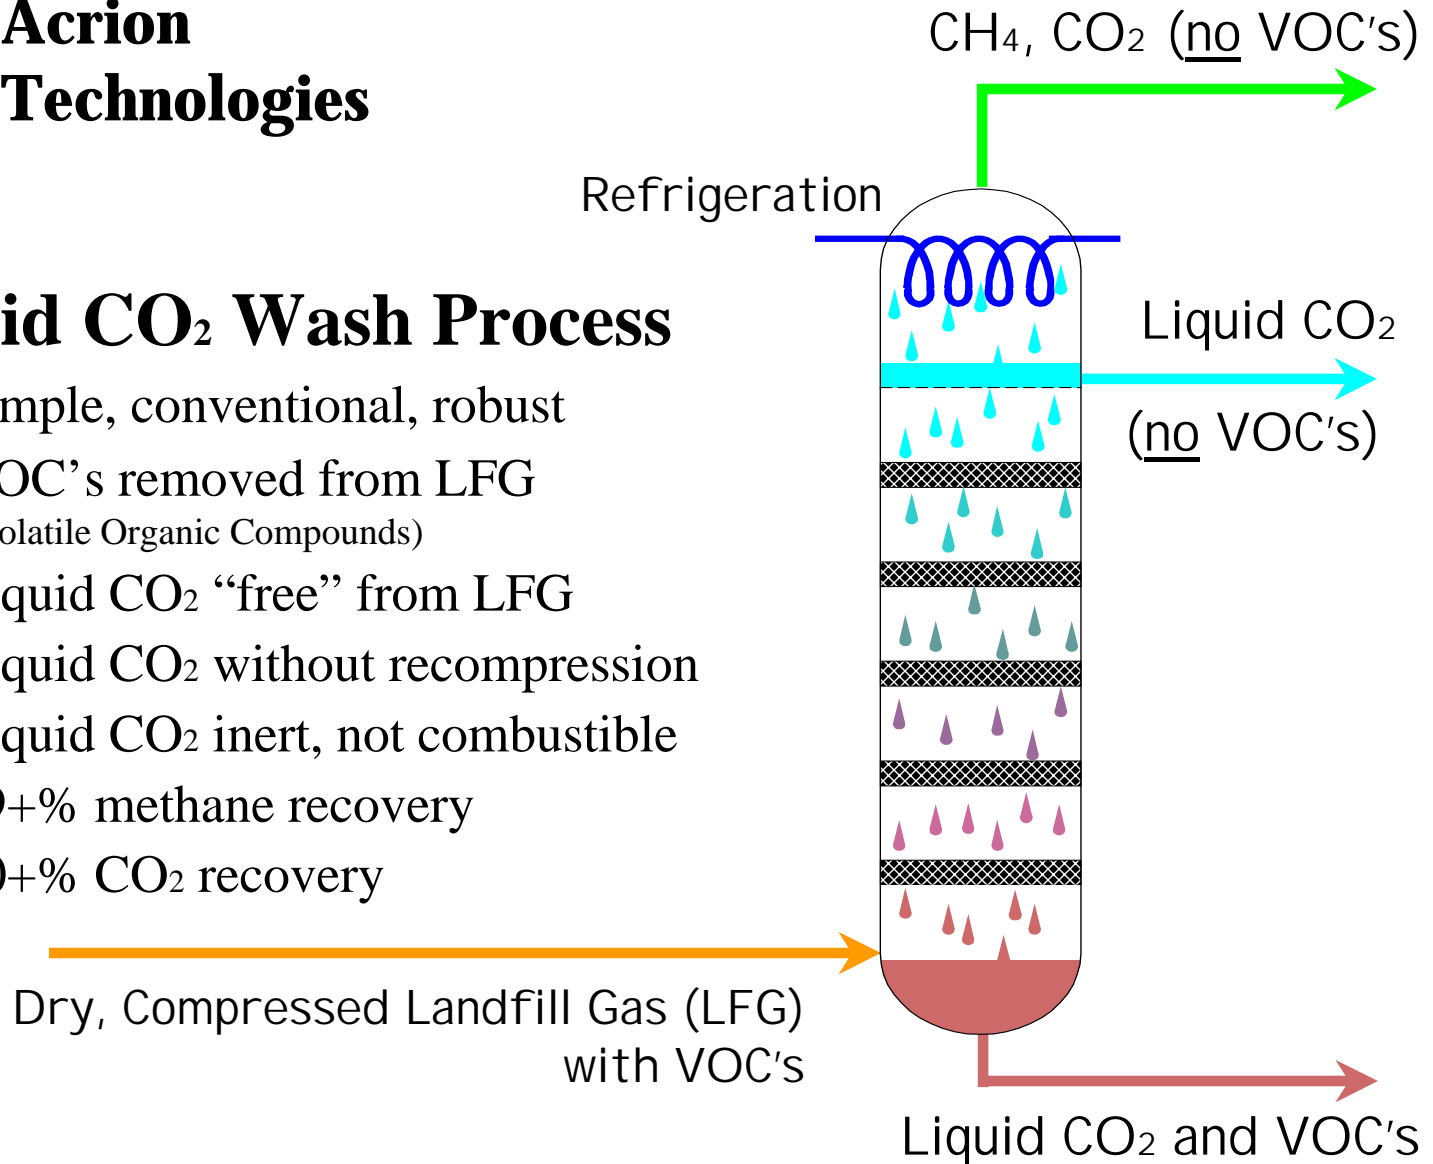 Acrion
Technologies
CH4, CO2 (no VOC's)
Refrigeration
id CO2 Wash Process
Liquid CO2
(no VOC's)
mple, conventional, robust
OC’s removed from LFG
olatile Organic Compounds)
quid CO2 “free” from LFG
quid CO2 without recompression
quid CO2 inert, not combustible
+% methane recovery
+% CO2 recovery
Dry, Compressed Landfill Gas (LFG)
with VOC's
Liquid CO2 and VOC's